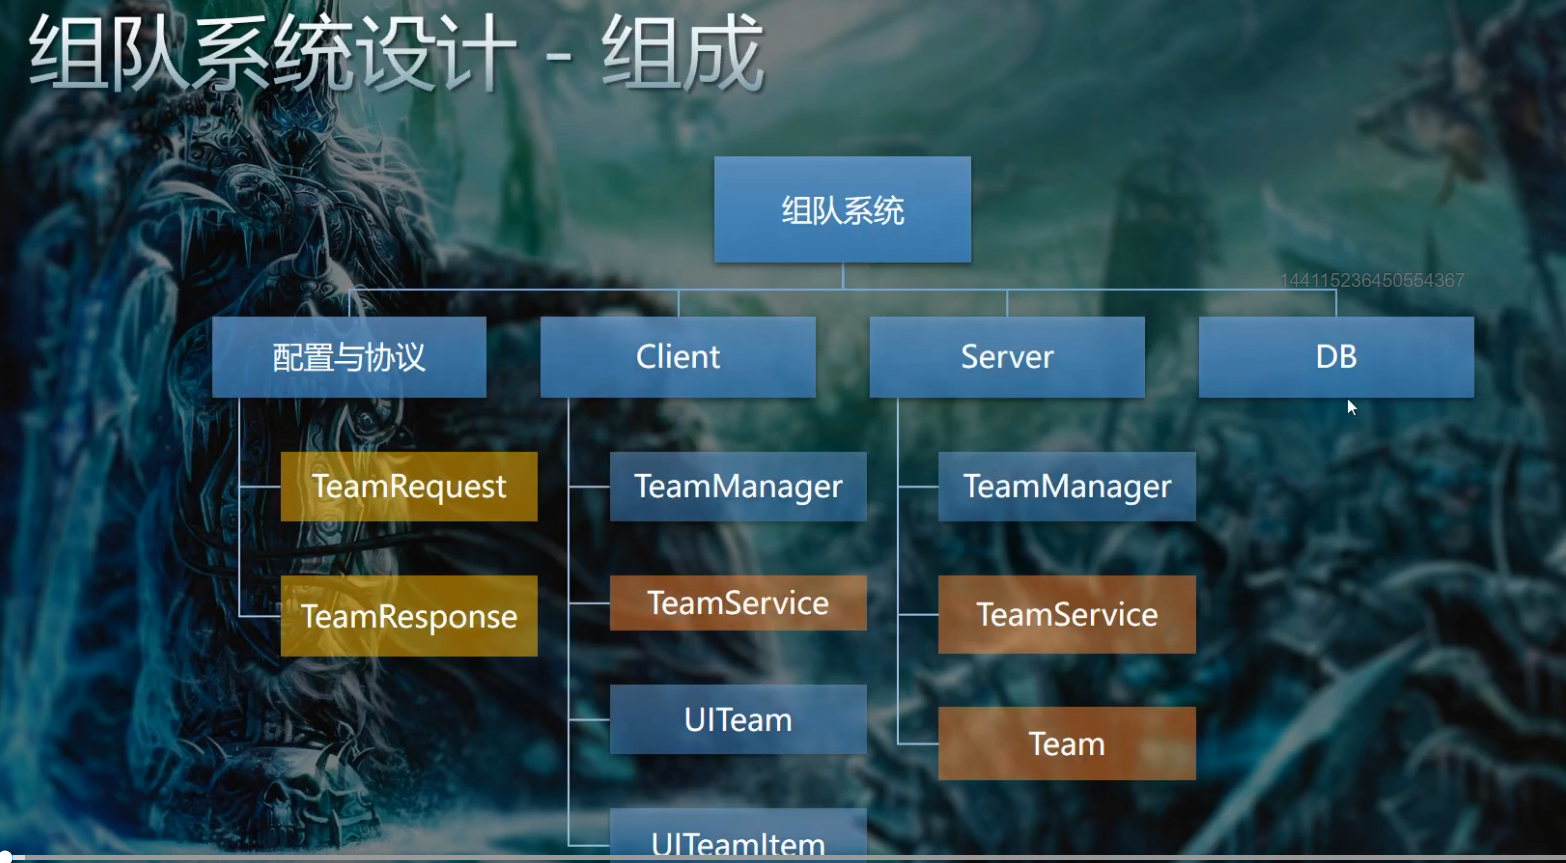 组队系统设计 - 组成
组队系统
144115236450554367
配置与协议
Client
Server
DB
TeamRequest
TeamManager
TeamManager
TeamResponse
TeamService
TeamService
UITeam
Team
UITeamItem